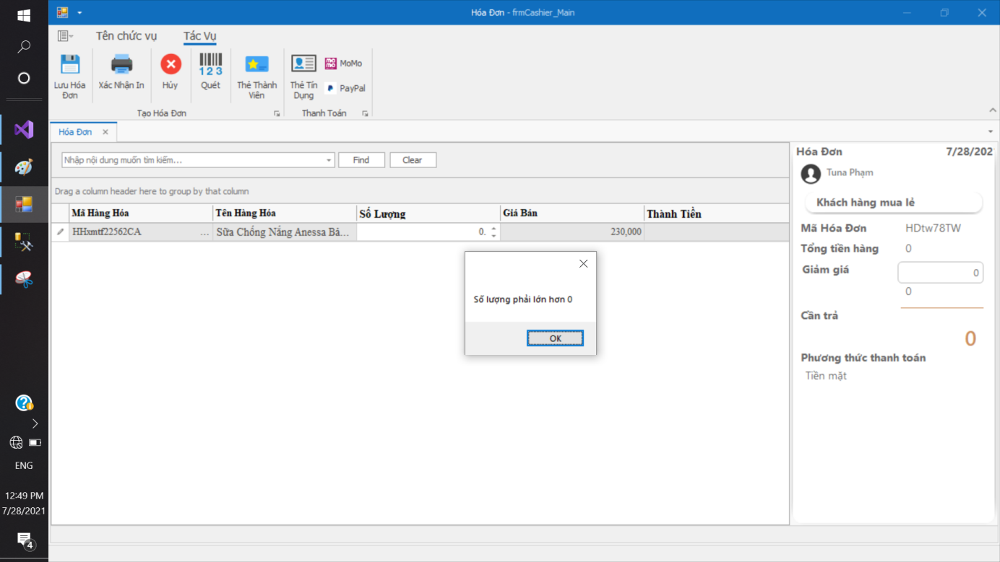 Hóa Đơn - frmCashier_Main
Tên chức vụ
Tác Vụ
Lưu Hóa Đơn
Xác Nhận In
Hủy
123
Quét
Thẻ Thành Viên
Thẻ Tín Dụng
MoMo
PayPal
Tạo Hóa Đơn
Thanh Toán
Hóa Đơn
Nhập nội dung muốn tìm kiếm...
Find
Clear
Drag a column header here to group by that column
Mã Hàng Hóa
Tên Hàng Hóa
Số Lượng
Giá Bán
Thành Tiền
HHxmtf22562CA
...
Sữa Chống Nắng Anessa Bả...
0.
230,000
Số lượng phải lớn hơn 0
OK
Hóa Đơn
7/28/202
Tuna Phạm
Khách hàng mua lẻ
Mã Hóa Đơn
HDtw78TW
Tổng tiền hàng
0
Giảm giá
0
0
Cần trả
0
Phương thức thanh toán
Tiền mặt
ENG
12:49 PM
7/28/2021
4